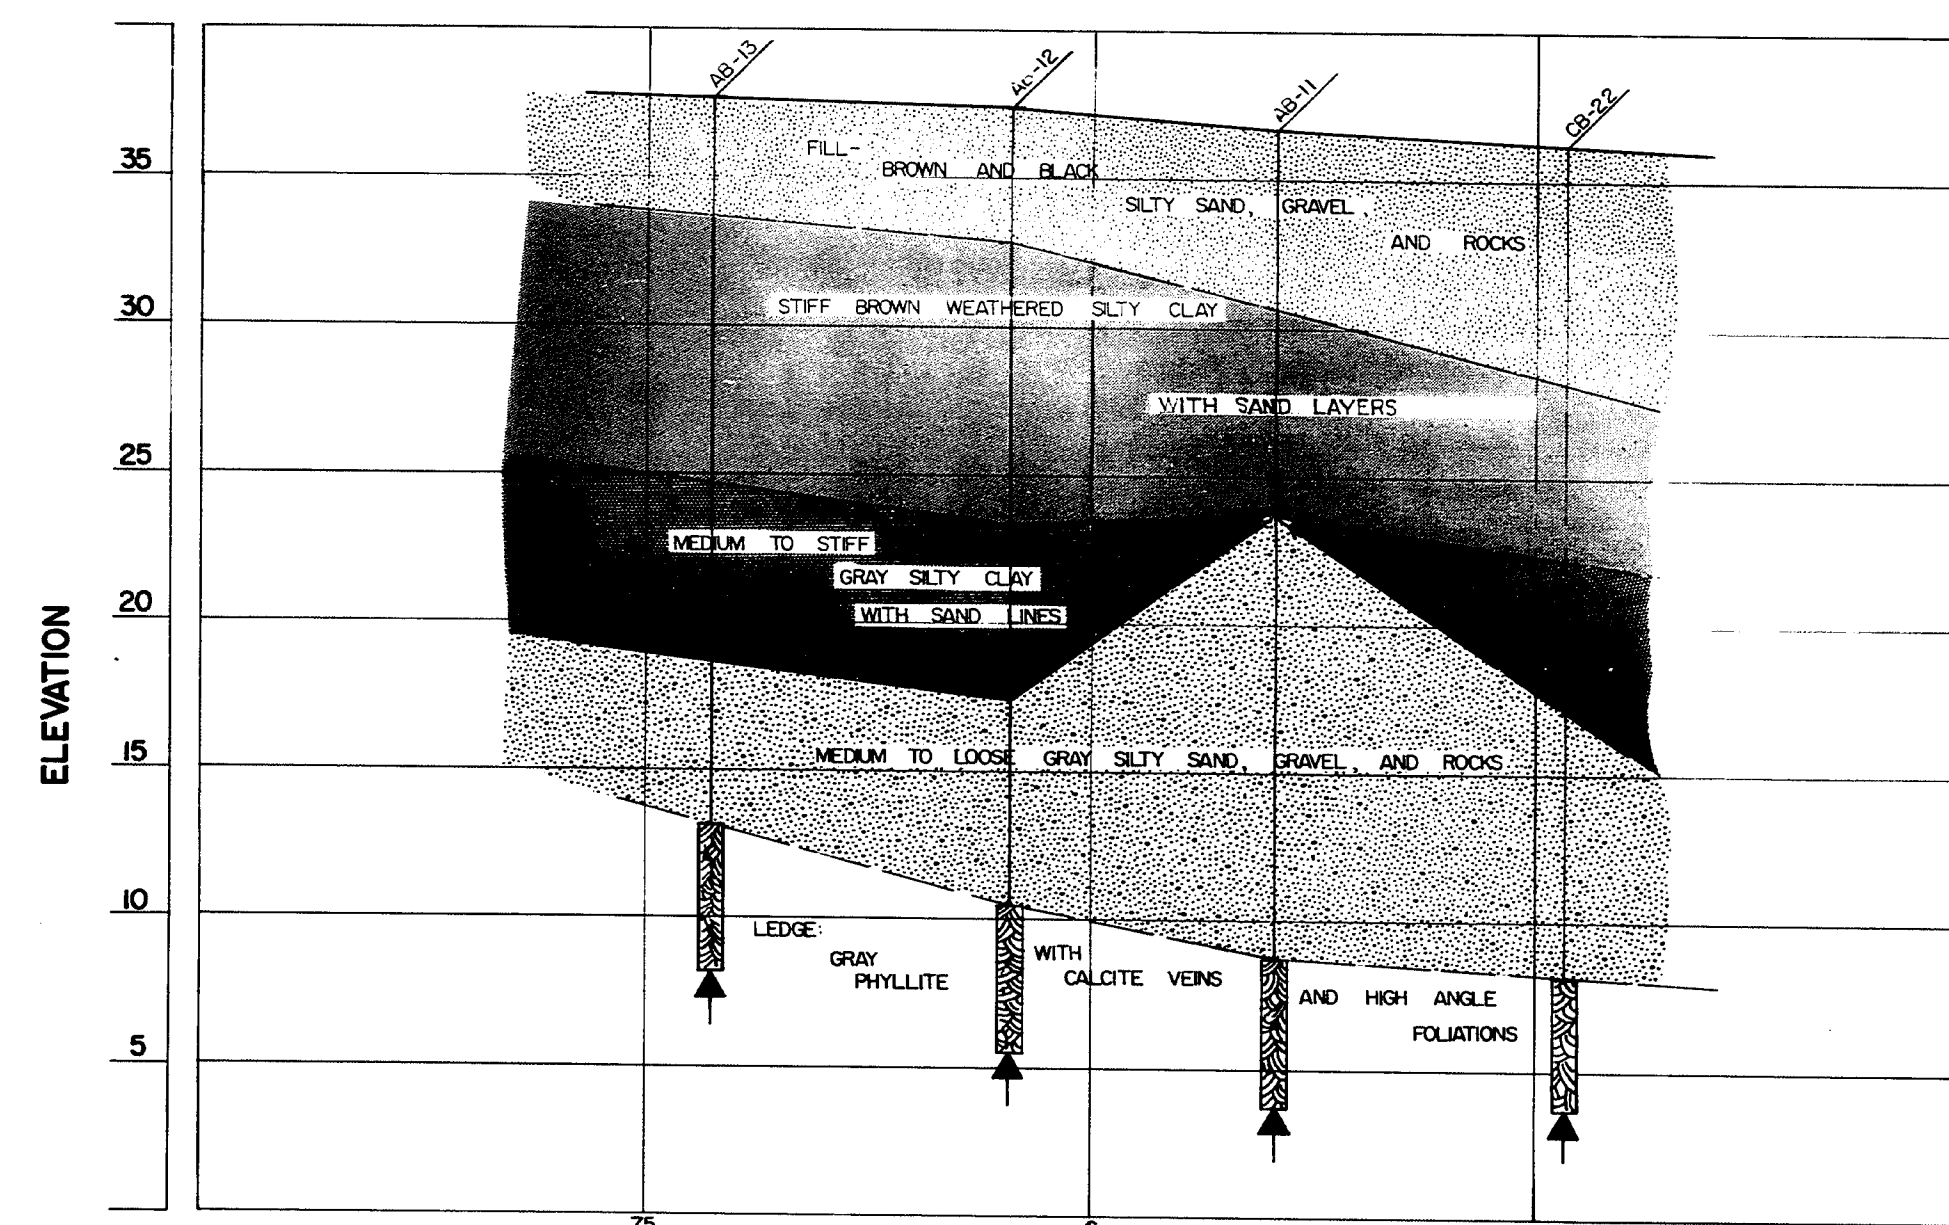 AB-13
AB-12
AB-11
CB-22
FILL-
BROWN AND BLACK
SILTY SAND, GRAVEL,
AND ROCKS
STIFF BROWN WEATHERED SILTY CLAY
WITH SAND LAYERS
MEDIUM TO STIFF
GRAY SILTY CLAY
WITH SAND LINES
MEDIUM TO LOOSE GRAY SILTY SAND, GRAVEL, AND ROCKS
LEDGE:
GRAY
PHYLLITE
WITH
CALCITE VEINS
AND HIGH ANGLE
FOLIATIONS
ELEVATION
35
30
25
20
15
10
5
75